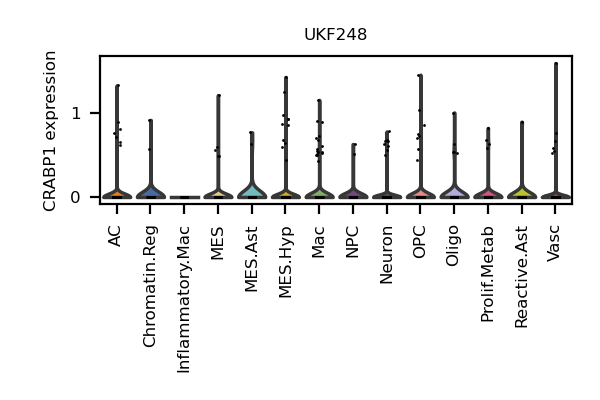 UKF248
CRABP1 expression
1
0
AC
Chromatin.Reg
Inflammatory.Mac
MES
MES.Ast
MES.Hyp
Mac
NPC
Neuron
OPC
Oligo
Prolif.Metab
Reactive.Ast
Vasc